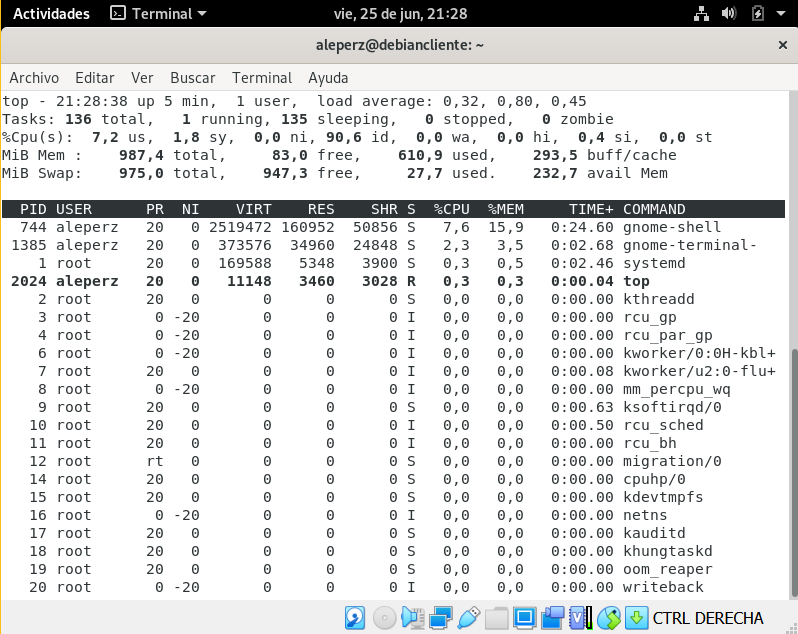 Actividades Terminal vie, 25 de jun, 21:28
aleperz@debiancliente: ~ ×
Archivo Editar Ver Buscar Terminal Ayuda
top - 21:28:38 up 5 min,  1 user,  load average: 0,32, 0,80, 0,45
Tasks: 136 total,   1 running, 135 sleeping,   0 stopped,   0 zombie
%Cpu(s):  7,2 us,  1,8 sy,  0,0 ni, 90,6 id,  0,0 wa,  0,0 hi,  0,4 si,  0,0 st
MiB Mem :    987,4 total,     83,0 free,    610,9 used,    293,5 buff/cache
MiB Swap:    975,0 total,    947,3 free,     27,7 used.    232,7 avail Mem
  PID USER      PR  NI    VIRT    RES    SHR S  %CPU  %MEM     TIME+ COMMAND
  744 aleperz   20   0 2519472 160952  50856 S   7,6  15,9   0:24.60 gnome-shell
 1385 aleperz   20   0  373576  34960  24848 S   2,3   3,5   0:02.68 gnome-terminal-
    1 root      20   0  169588   5348   3900 S   0,3   0,5   0:02.46 systemd
 2024 aleperz   20   0   11148   3460   3028 R   0,3   0,3   0:00.04 top
    2 root      20   0       0      0      0 S   0,0   0,0   0:00.00 kthreadd
    3 root       0 -20       0      0      0 I   0,0   0,0   0:00.00 rcu_gp
    4 root       0 -20       0      0      0 I   0,0   0,0   0:00.00 rcu_par_gp
    6 root       0 -20       0      0      0 I   0,0   0,0   0:00.00 kworker/0:0H-kbl+
    7 root      20   0       0      0      0 I   0,0   0,0   0:00.08 kworker/u2:0-flu+
    8 root       0 -20       0      0      0 I   0,0   0,0   0:00.00 mm_percpu_wq
    9 root      20   0       0      0      0 S   0,0   0,0   0:00.63 ksoftirqd/0
   10 root      20   0       0      0      0 I   0,0   0,0   0:00.50 rcu_sched
   11 root      20   0       0      0      0 I   0,0   0,0   0:00.00 rcu_bh
   12 root      rt   0       0      0      0 S   0,0   0,0   0:00.00 migration/0
   14 root      20   0       0      0      0 S   0,0   0,0   0:00.00 cpuhp/0
   15 root      20   0       0      0      0 S   0,0   0,0   0:00.00 kdevtmpfs
   16 root       0 -20       0      0      0 I   0,0   0,0   0:00.00 netns
   17 root      20   0       0      0      0 S   0,0   0,0   0:00.00 kauditd
   18 root      20   0       0      0      0 S   0,0   0,0   0:00.00 khungtaskd
   19 root      20   0       0      0      0 S   0,0   0,0   0:00.00 oom_reaper
   20 root       0 -20       0      0      0 I   0,0   0,0   0:00.00 writeback
CTRL DERECHA